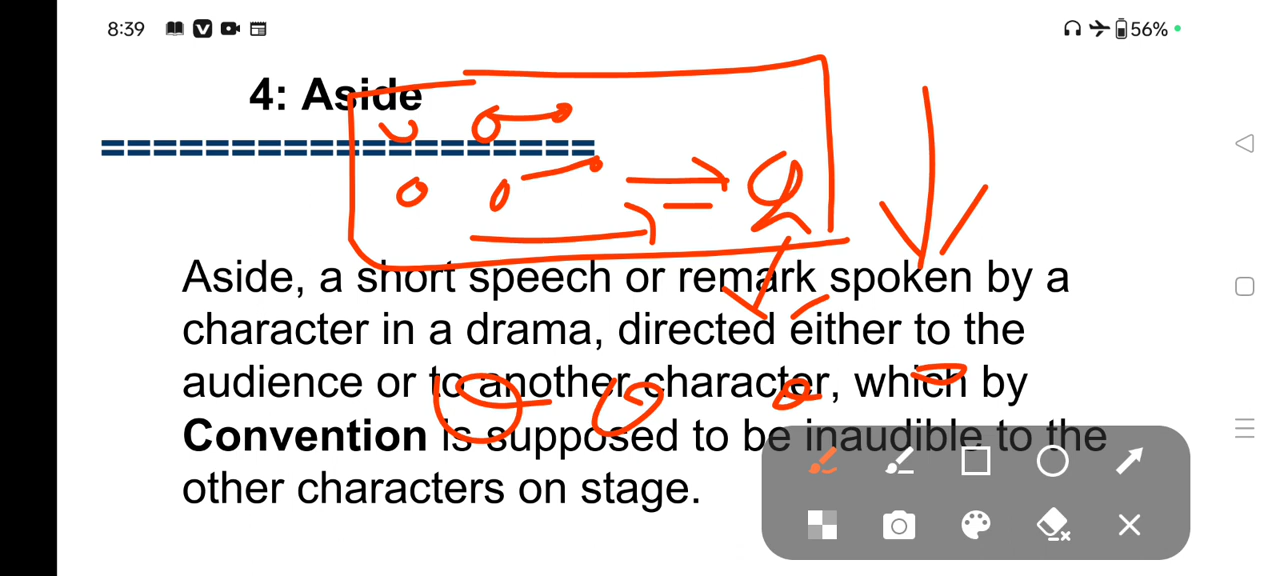 8:39
56%
4: Aside
====================
Aside, a short speech or remark spoken by a
character in a drama, directed either to the
audience or to another character, which by
Convention is supposed to be inaudible to the
other characters on stage.